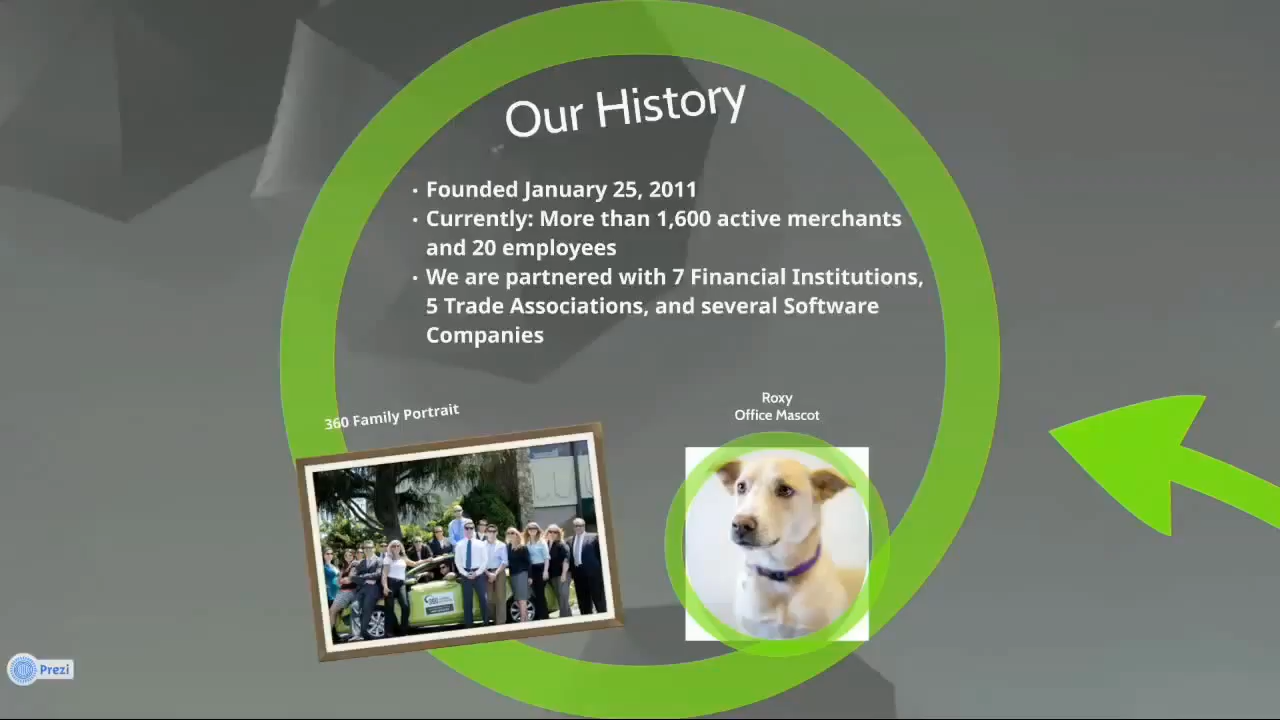 Our History
• Founded January 25, 2011
• Currently: More than 1,600 active merchants
and 20 employees
• We are partnered with 7 Financial Institutions,
5 Trade Associations, and several Software
Companies
360 Family Portrait
Roxy
Office Mascot
360
Prezi